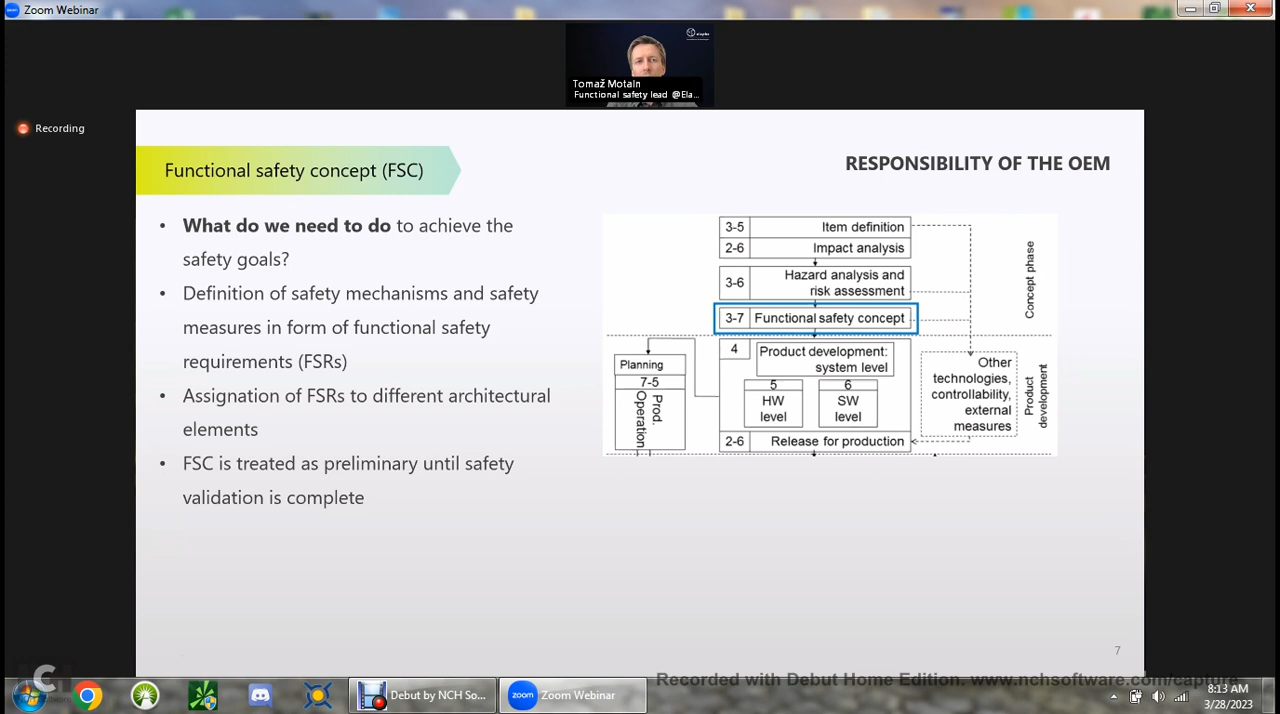 Zoom Webinar
Tomaž Motaln
Functional safety lead @Ela...
Recording
Functional safety concept (FSC)
RESPONSIBILITY OF THE OEM
• What do we need to do to achieve the
safety goals?
• Definition of safety mechanisms and safety
measures in form of functional safety
requirements (FSRs)
• Assignation of FSRs to different architectural
elements
• FSC is treated as preliminary until safety
validation is complete
3-5 Item definition
2-6 Impact analysis
3-6 Hazard analysis and
risk assessment
3-7 Functional safety concept
Concept phase
4 Product development:
system level
5
HW
level
6
SW
level
2-6 Release for production
Planning
7-5
Prod.
Operation
Other
technologies,
controllability,
external
measures
Product
development
7
Recorded with Debut Home Edition. www.nchsoftware.com/capture
Debut by NCH So...
zoom
Zoom Webinar
8:13 AM
3/28/2023